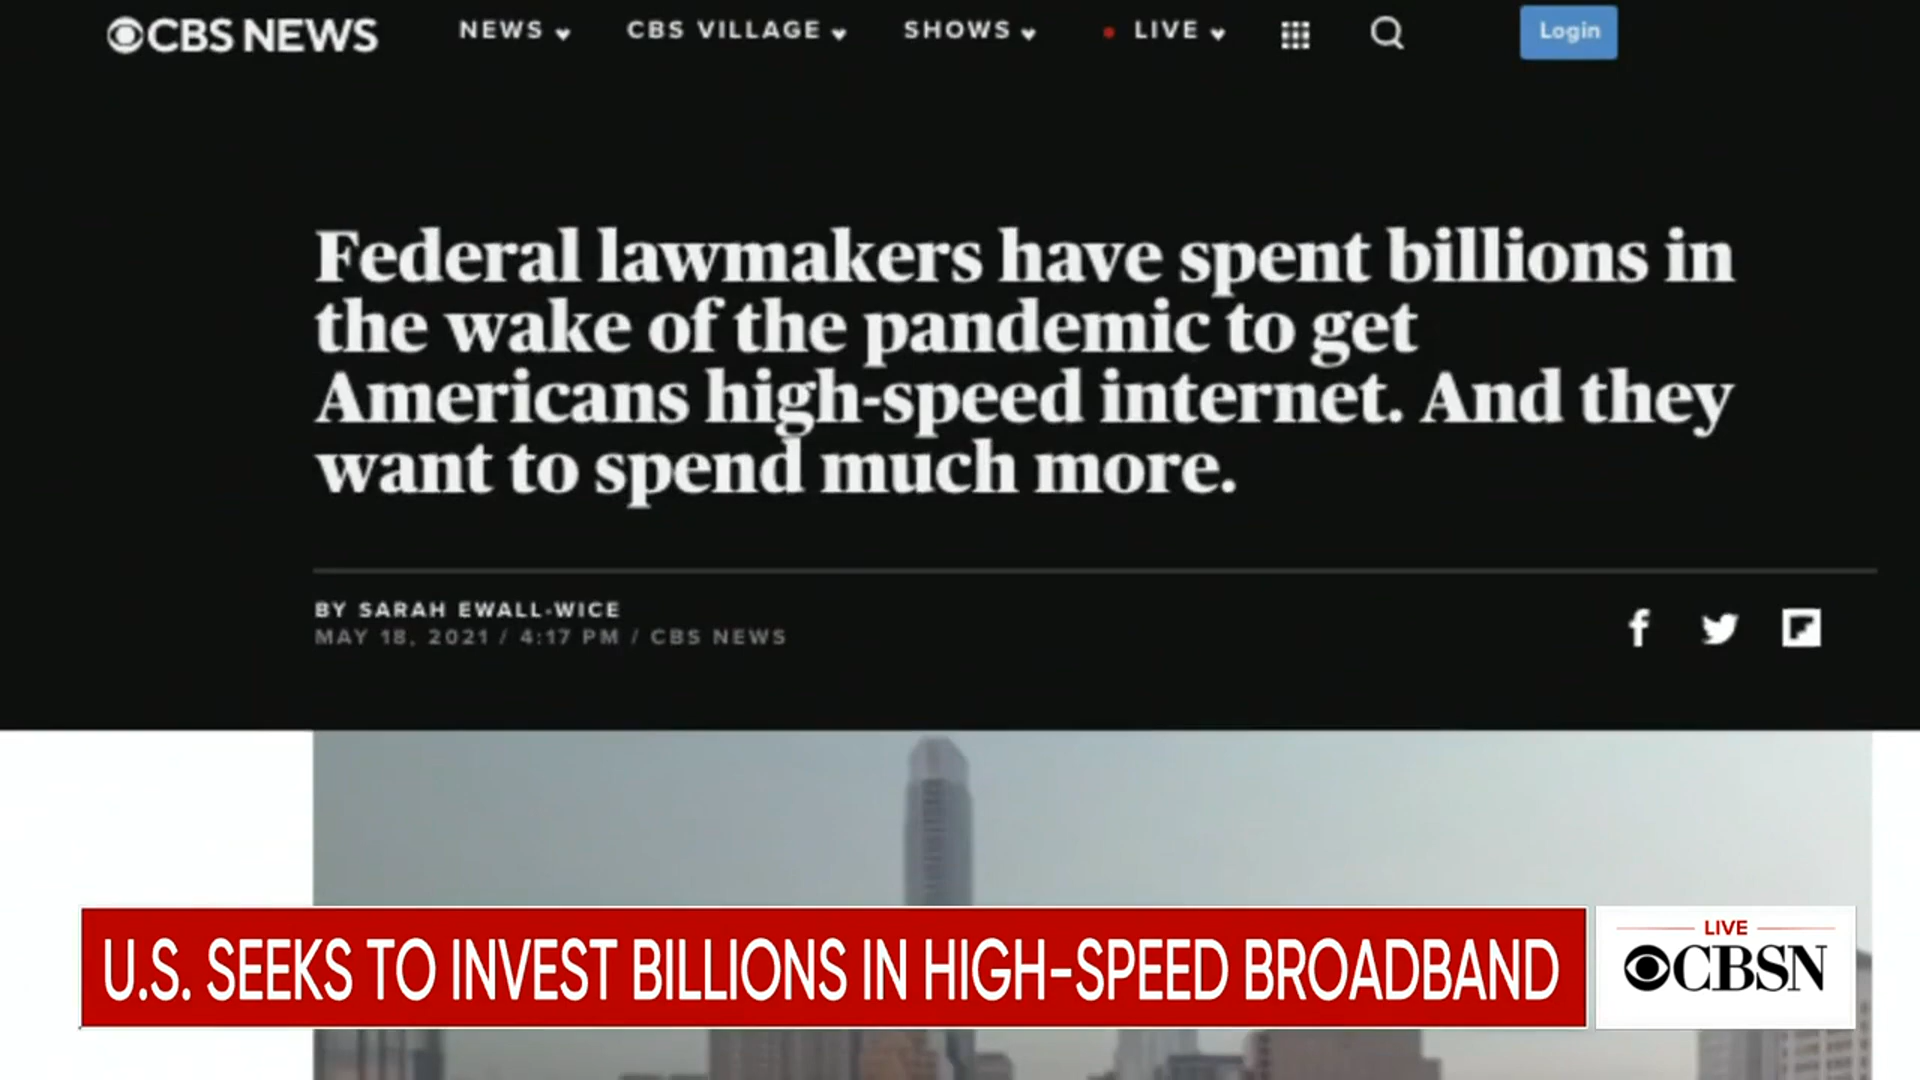 CBS NEWS
NEWS
CBS VILLAGE
SHOWS
LIVE
Login
Federal lawmakers have spent billions in
the wake of the pandemic to get
Americans high-speed internet. And they
want to spend much more.
BY SARAH EWALL-WICE
MAY 18, 2021 / 4:17 PM / CBS NEWS
U.S. SEEKS TO INVEST BILLIONS IN HIGH-SPEED BROADBAND
LIVE
CBSN